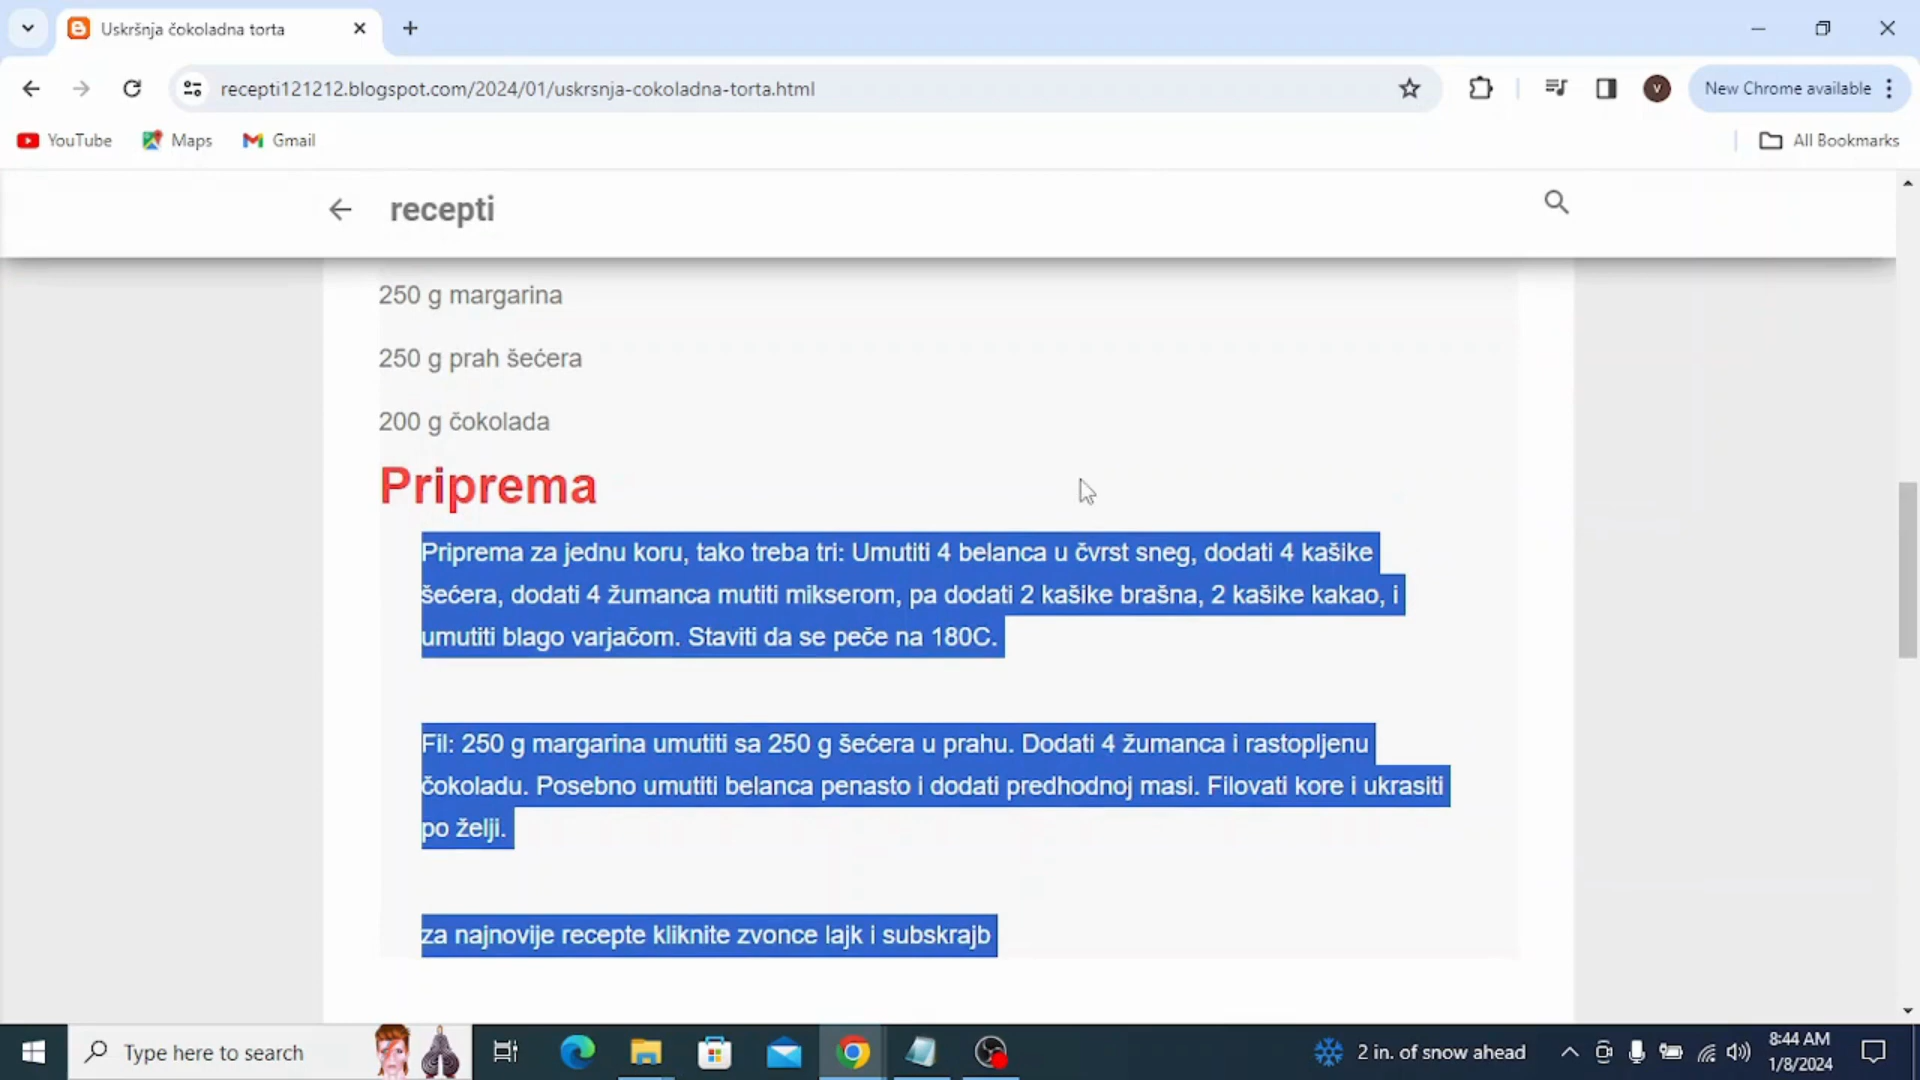 Uskršnja čokoladna torta
recepti121212.blogspot.com/2024/01/uskrsnja-cokoladna-torta.html
V
New Chrome available
YouTube
Maps
Gmail
All Bookmarks
recepti
250 g margarina
250 g prah šećera
200 g čokolada
Priprema
Priprema za jednu koru, tako treba tri: Umutiti 4 belanca u čvrst sneg, dodati 4 kašike
šećera, dodati 4 žumanca mutiti mikserom, pa dodati 2 kašike brašna, 2 kašike kakao, i
umutiti blago varjačom. Staviti da se peče na 180C.
Fil: 250 g margarina umutiti sa 250 g šećera u prahu. Dodati 4 žumanca i rastopljenu
čokoladu. Posebno umutiti belanca penasto i dodati predhodnoj masi. Filovati kore i ukrasiti
po želji.
za najnovije recepte kliknite zvonce lajk i subskrajb
Type here to search
2 in. of snow ahead
8:44 AM
1/8/2024